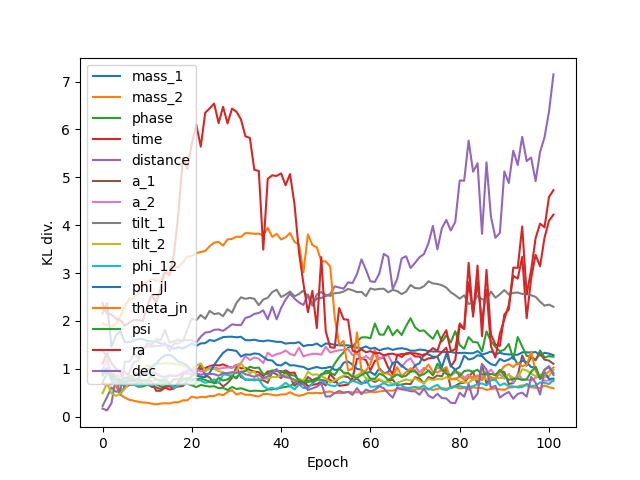 7
6
5
4
3
2
1
0
KL div.
mass_1
mass_2
phase
time
distance
a_1
a_2
tilt_1
tilt_2
phi_12
phi_jl
theta_jn
psi
ra
dec
0 20 40 60 80 100
Epoch